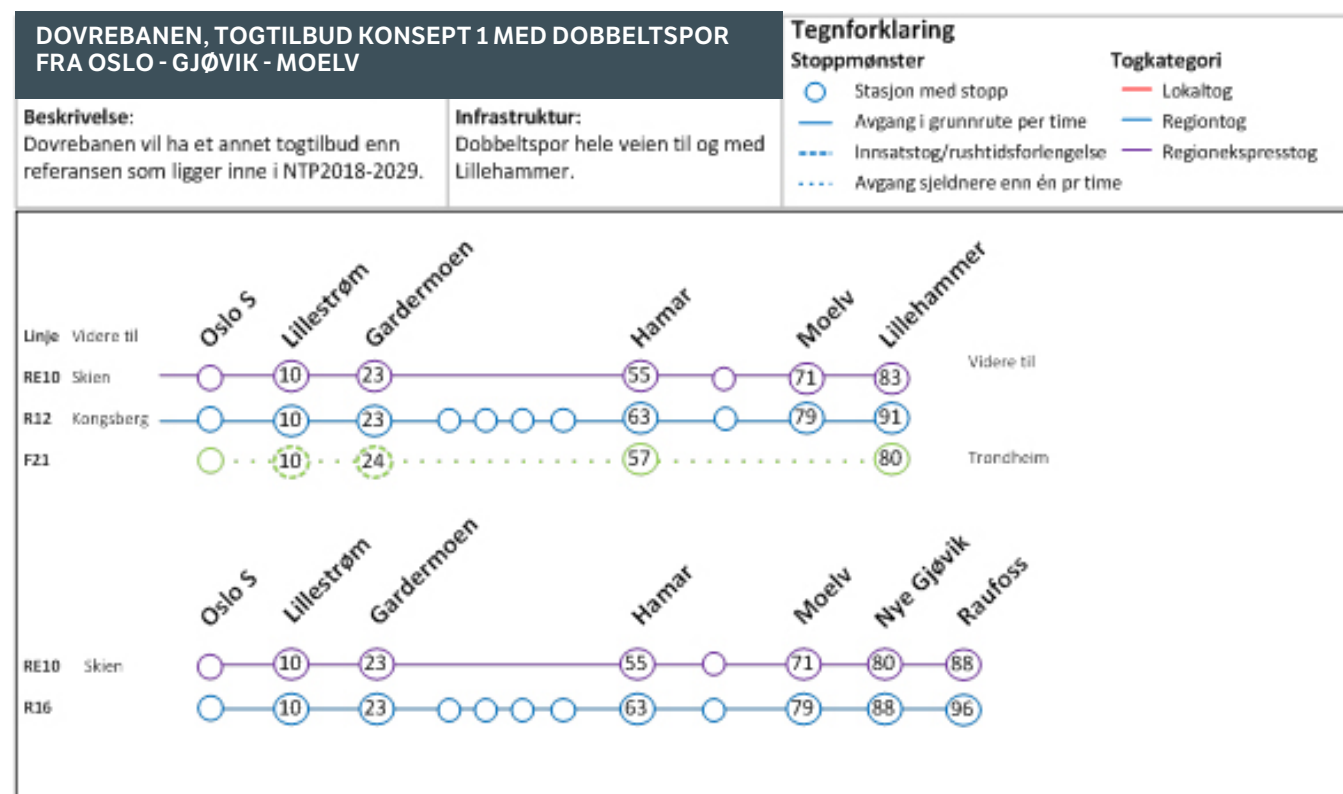 DOVREBANEN, TOGTILBUD KONSEPT 1 MED DOBBELTSPOR
FRA OSLO - GJØVIK - MOELV
Beskrivelse:
Dovrebanen vil ha et annet togtilbud enn
referansen som ligger inne i NTP2018-2029.
Infrastruktur:
Dobbeltspor hele veien til og med
Lillehammer.
Tegnforklaring
Stoppmønster
Stasjon med stopp
Avgang i grunnrute per time
Innsatstog/rushtidsforlengelse
Avgang sjeldnere enn én pr time
Togkategori
Lokaltog
Regiontog
Regionekspresstog
Linje Videre til
Oslo S
Lillestrøm
Gardermoen
Hamar
Moelv
Lillehammer
Videre til
RE10 Skien 10 23 55 71 83
R12 Kongsberg 10 23 63 79 91
F21 10 24 57 80 Trondheim
Oslo S
Lillestrøm
Gardermoen
Hamar
Moelv
Nye Gjøvik
Raufoss
RE10 Skien 10 23 55 71 80 88
R16 10 23 63 79 88 96